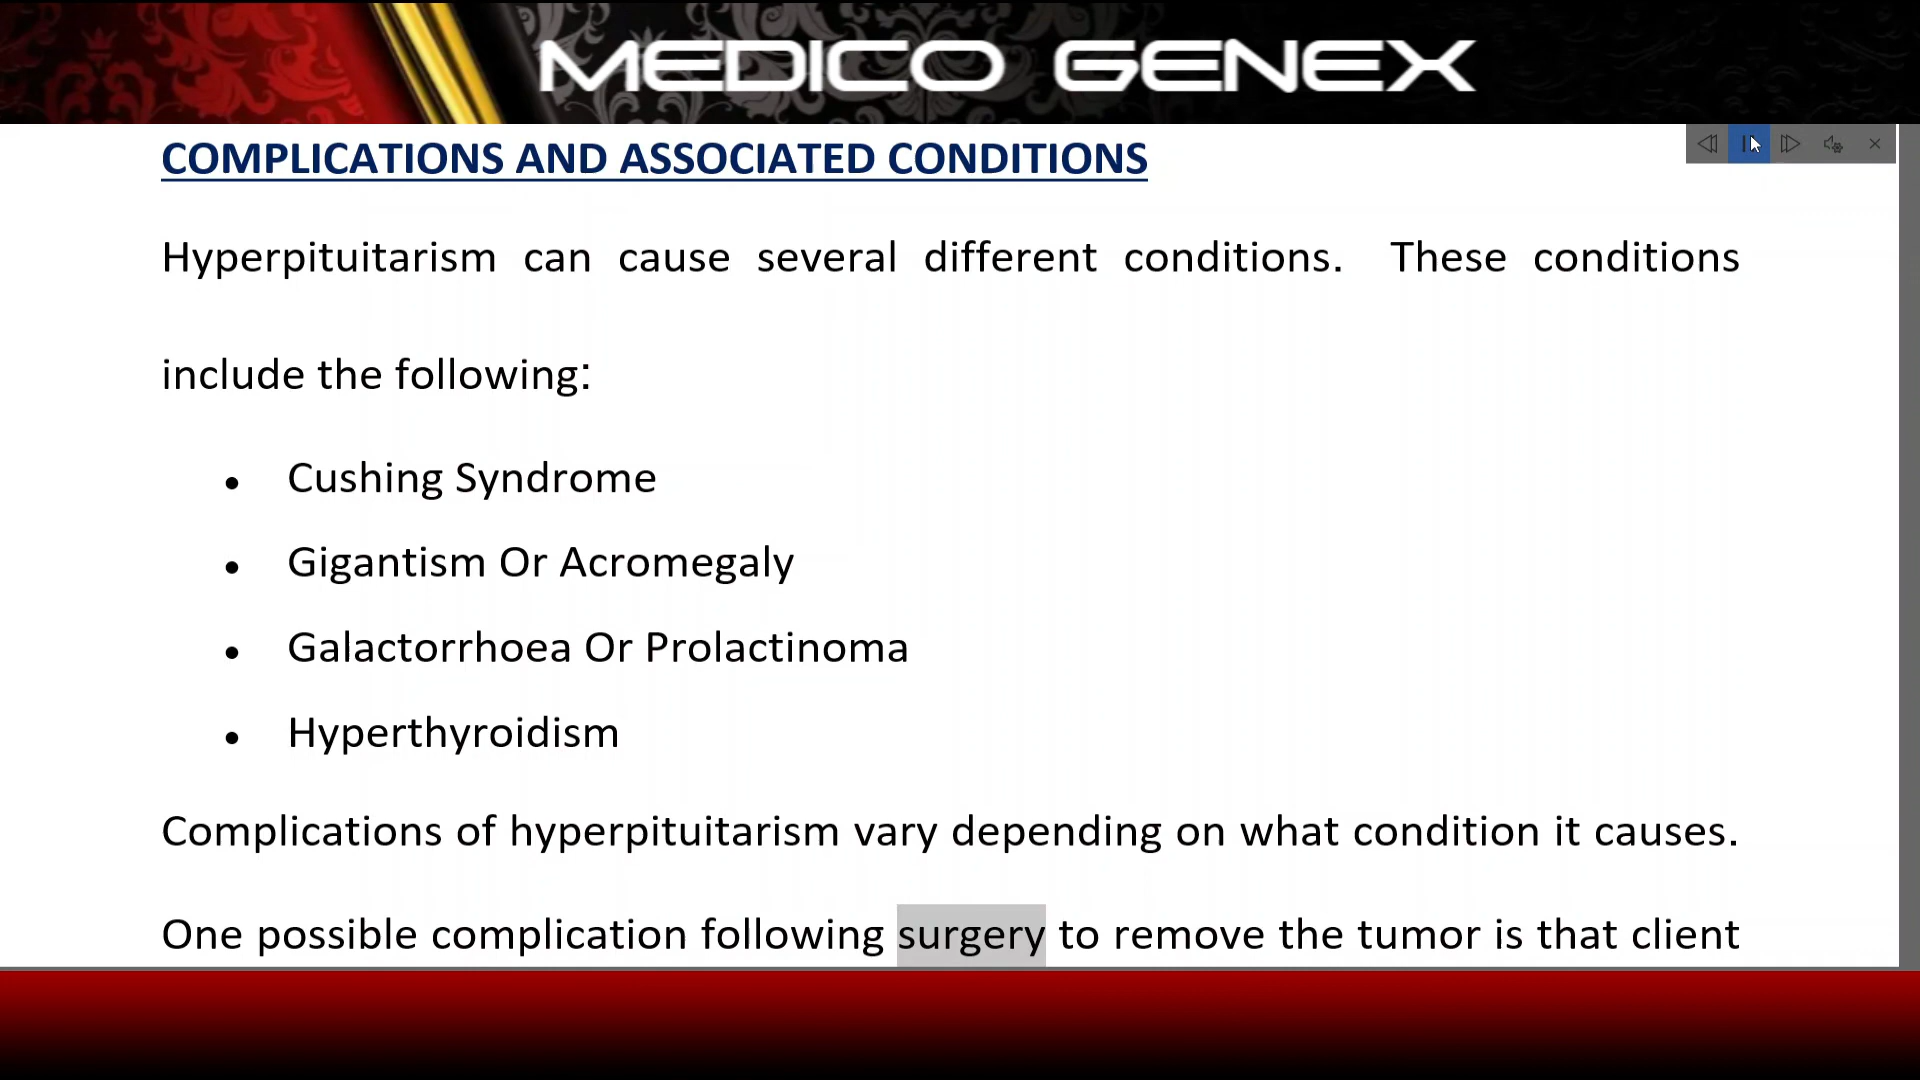 MEDICO GENEX
COMPLICATIONS AND ASSOCIATED CONDITIONS
Hyperpituitarism can cause several different conditions. These conditions
include the following:
• Cushing Syndrome
• Gigantism Or Acromegaly
• Galactorrhoea Or Prolactinoma
• Hyperthyroidism
Complications of hyperpituitarism vary depending on what condition it causes.
One possible complication following surgery to remove the tumor is that client